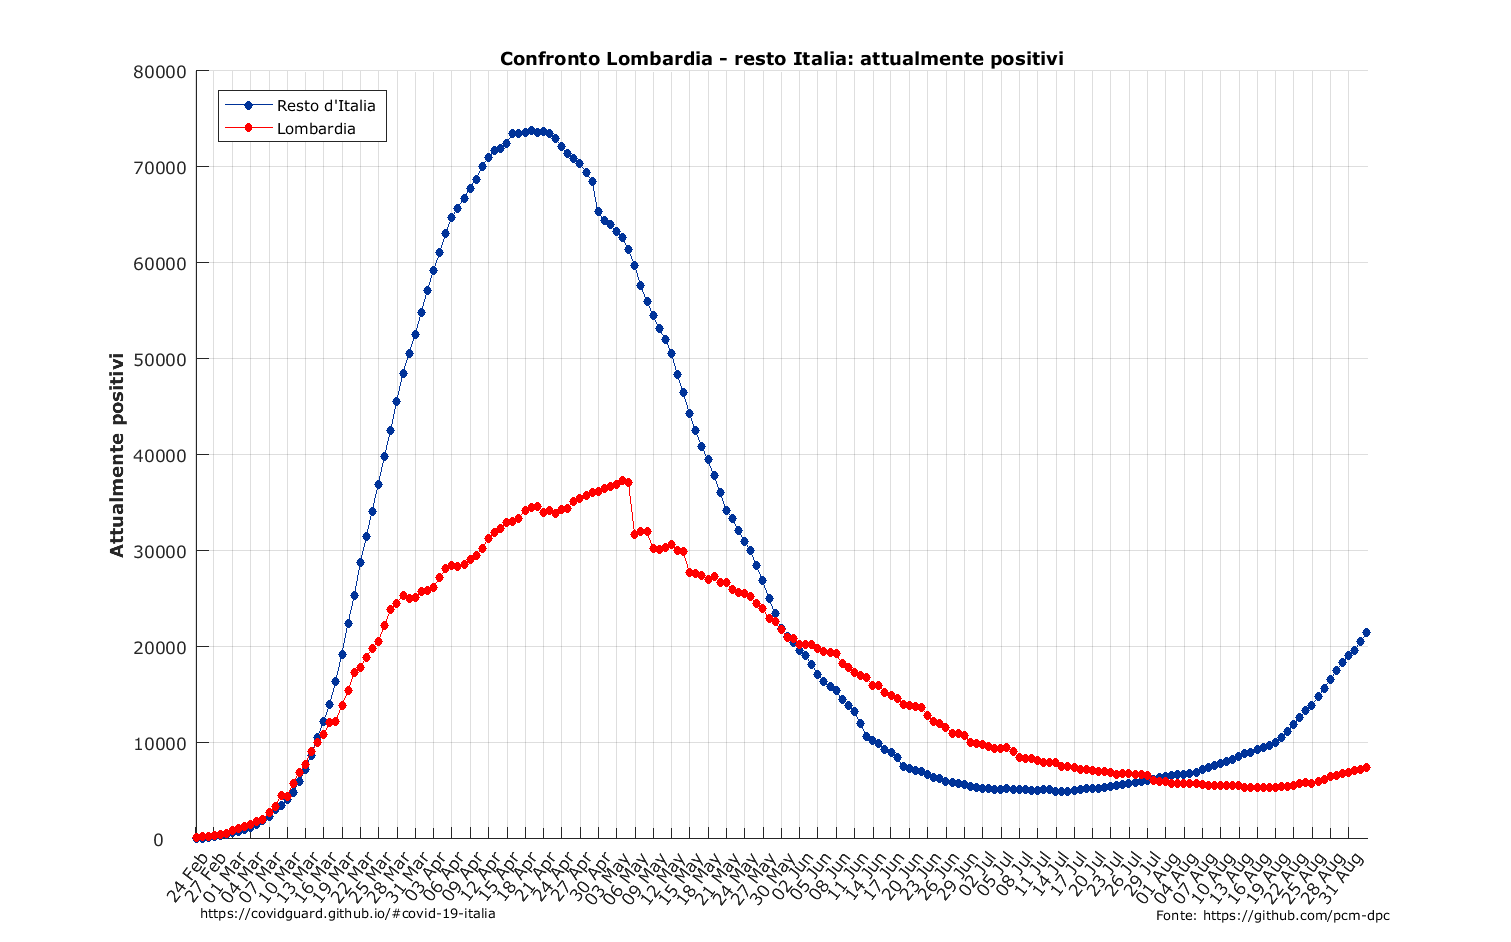 Confronto Lombardia - resto Italia: attualmente positivi
Resto d'Italia
Lombardia
Attualmente positivi
80000
70000
60000
50000
40000
30000
20000
10000
0
24 Feb
27 Feb
01 Mar
04 Mar
07 Mar
10 Mar
13 Mar
16 Mar
19 Mar
22 Mar
25 Mar
28 Mar
31 Mar
03 Apr
06 Apr
09 Apr
12 Apr
15 Apr
18 Apr
21 Apr
24 Apr
27 Apr
30 Apr
03 May
06 May
09 May
12 May
15 May
18 May
21 May
24 May
27 May
30 May
02 Jun
05 Jun
08 Jun
11 Jun
14 Jun
17 Jun
20 Jun
23 Jun
26 Jun
29 Jun
02 Jul
05 Jul
08 Jul
11 Jul
14 Jul
17 Jul
20 Jul
23 Jul
26 Jul
29 Jul
01 Aug
04 Aug
07 Aug
10 Aug
13 Aug
16 Aug
19 Aug
22 Aug
25 Aug
28 Aug
31 Aug
https://covidguard.github.io/#covid-19-italia
Fonte: https://github.com/pcm-dpc